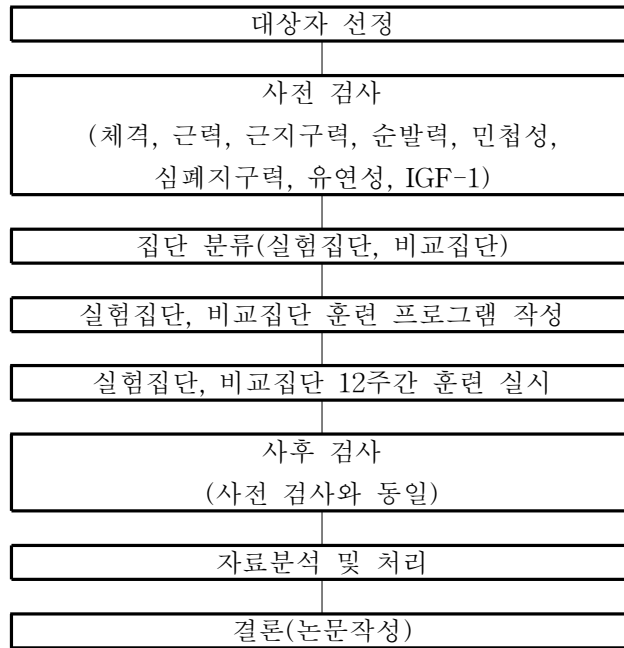 대상자 선정
사전 검사
(체격, 근력, 근지구력, 순발력, 민첩성,
심폐지구력, 유연성, IGF-1)
집단 분류(실험집단, 비교집단)
실험집단, 비교집단 훈련 프로그램 작성
실험집단, 비교집단 12주간 훈련 실시
사후 검사
(사전 검사와 동일)
자료분석 및 처리
결론(논문작성)